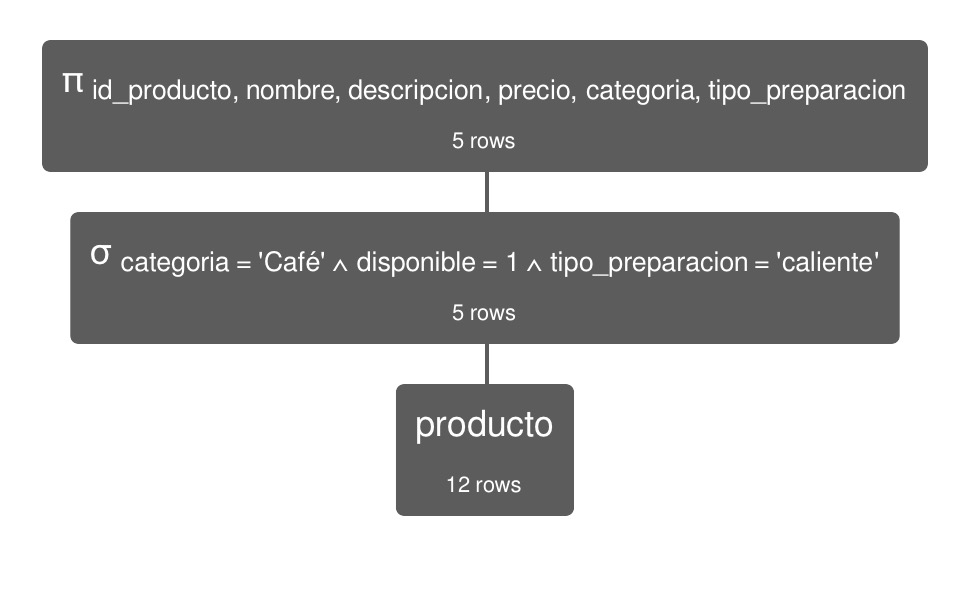 π id_producto, nombre, descripcion, precio, categoria, tipo_preparacion
5 rows
σ categoria = 'Café' ∧ disponible = 1 ∧ tipo_preparacion = 'caliente'
5 rows
producto
12 rows